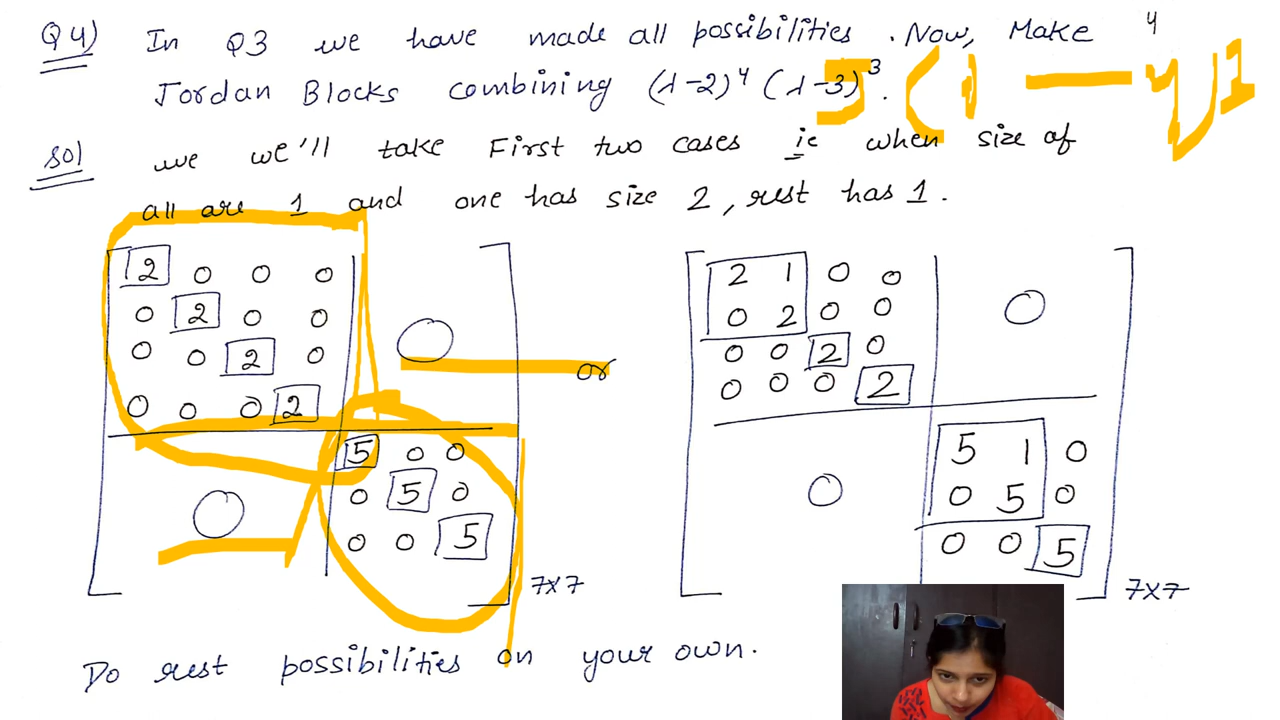 Q4) In Q3 we have made all possibilities. Now, Make 4
Jordan Blocks combining (λ-2)⁴ (λ-3)³.
Sol we we'll take First two cases ie when size of
all are 1 and one has size 2, rest has 1.
2 0 0 0
0 2 0 0
0 0 2 0
0 0 0 2
0
5 0 0
0 5 0
0 0 5
0
7×7
or
2 1 0 0
0 2 0 0
0 0 2 0
0 0 0 2
0
5 1 0
0 5 0
0 0 5
0
7×7
Do rest possibilities on your own.